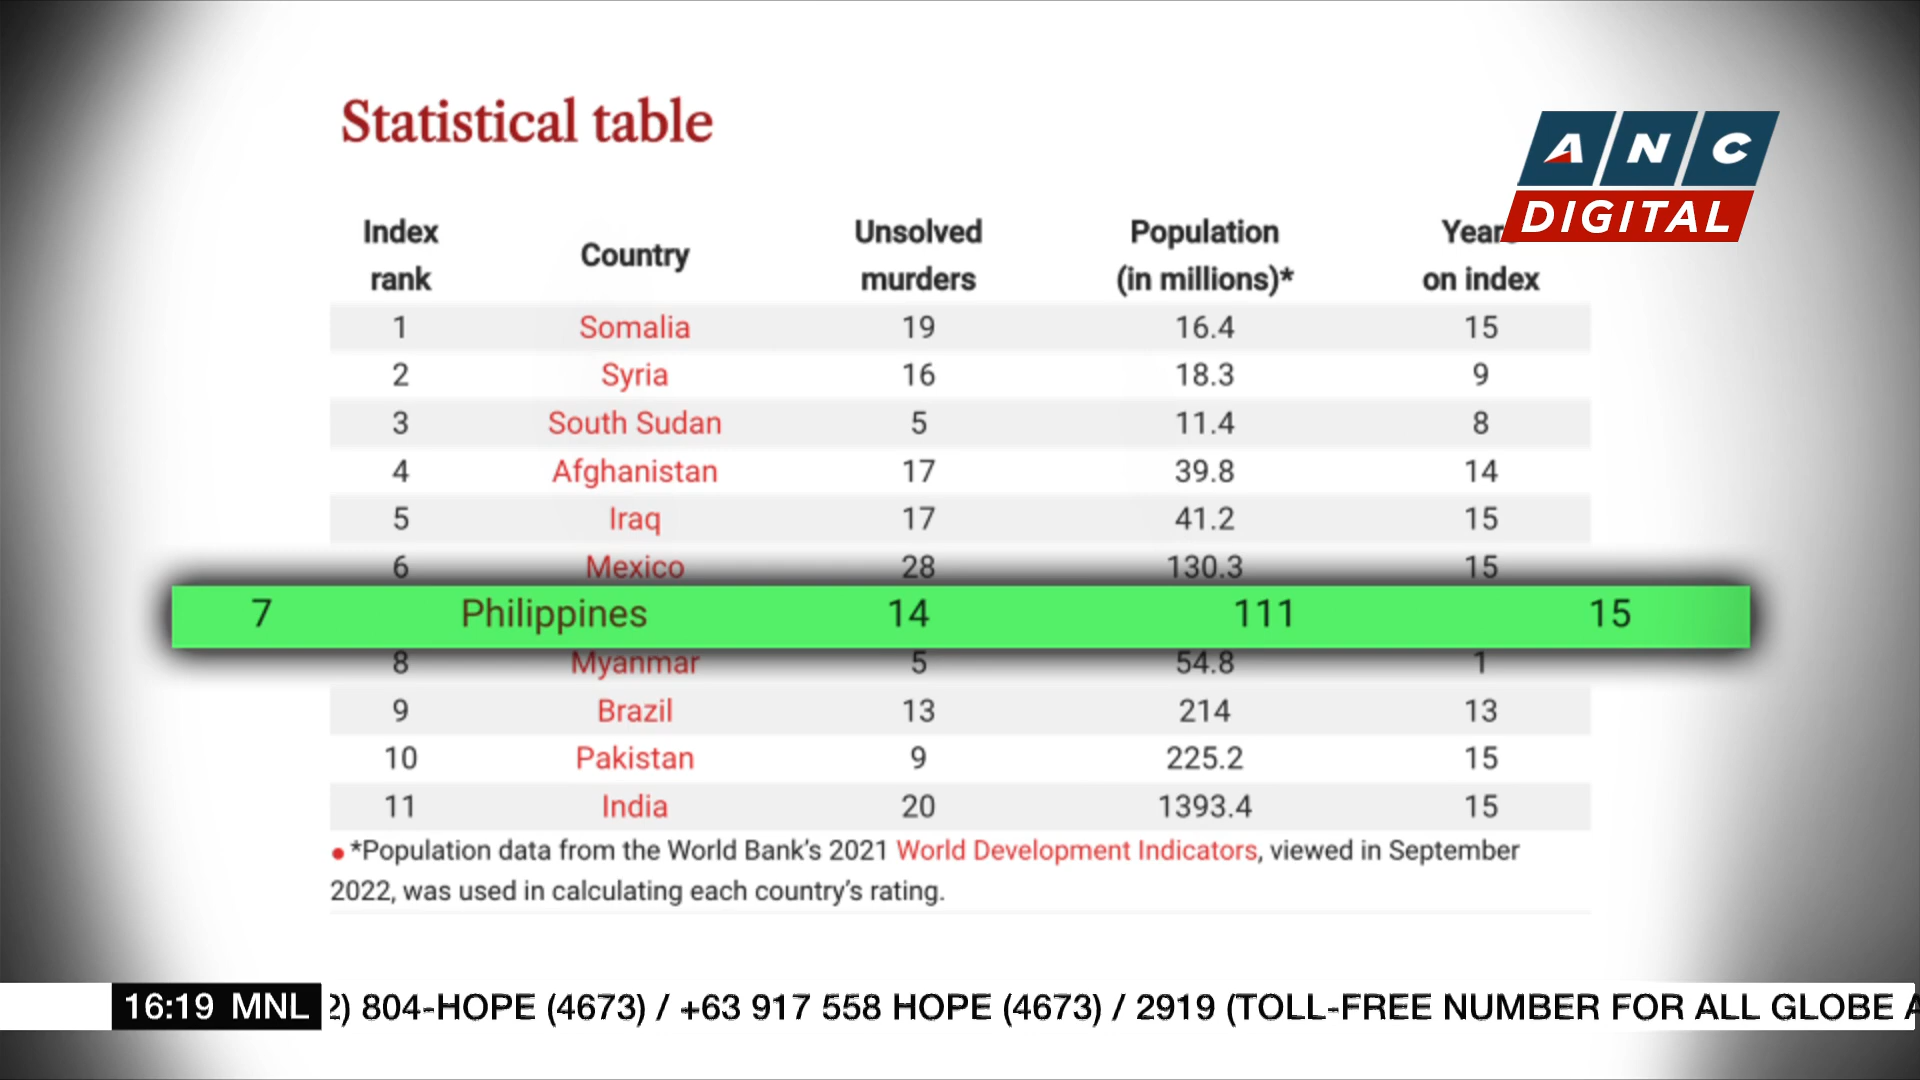 Statistical table
ANC
DIGITAL
Index rank Country Unsolved murders Population (in millions)* on index
1 Somalia 19 16.4 15
2 Syria 16 18.3 9
3 South Sudan 5 11.4 8
4 Afghanistan 17 39.8 14
5 Iraq 17 41.2 15
6 Mexico 28 130.3 15
7 Philippines 14 111 15
8 Myanmar 5 54.8 1
9 Brazil 13 214 13
10 Pakistan 9 225.2 15
11 India 20 1393.4 15
*Population data from the World Bank's 2021 World Development Indicators, viewed in September
2022, was used in calculating each country's rating.
16:19 MNL 2) 804-HOPE (4673) / +63 917 558 HOPE (4673) / 2919 (TOLL-FREE NUMBER FOR ALL GLOBE